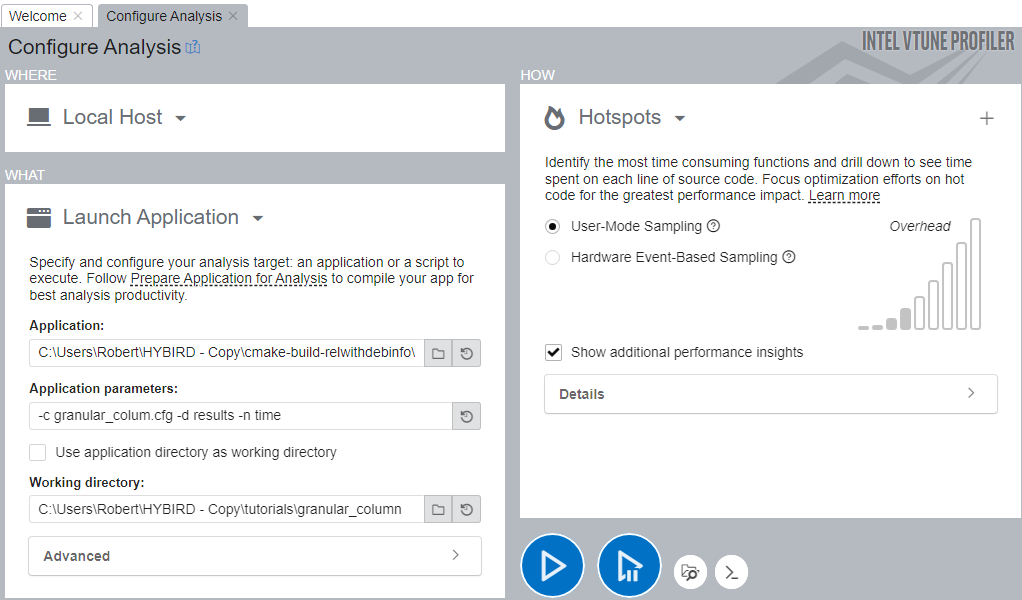 Welcome
Configure Analysis
Configure Analysis
INTEL VTUNE PROFILER
WHERE
Local Host
WHAT
Launch Application
Specify and configure your analysis target: an application or a script to
execute. Follow Prepare Application for Analysis to compile your app for
best analysis productivity.
Application:
C:\Users\Robert\HYBIRD - Copy\cmake-build-relwithdebinfo\
Application parameters:
-c granular_colum.cfg -d results -n time
Use application directory as working directory
Working directory:
C:\Users\Robert\HYBIRD - Copy\tutorials\granular_column
Advanced
HOW
Hotspots
Identify the most time consuming functions and drill down to see time
spent on each line of source code. Focus optimization efforts on hot
code for the greatest performance impact. Learn more
User-Mode Sampling
Overhead
Hardware Event-Based Sampling
Show additional performance insights
Details